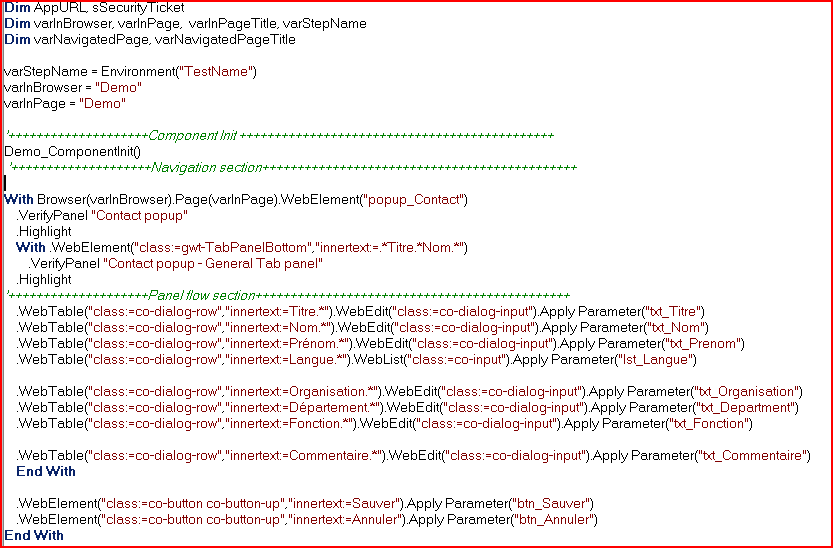 Dim AppURL, sSecurityTicket
Dim varInBrowser, varInPage,  varInPageTitle, varStepName
Dim varNavigatedPage, varNavigatedPageTitle
varStepName = Environment("TestName")
varInBrowser = "Demo"
varInPage = "Demo"
'++++++++++++++++++++Component Init ++++++++++++++++++++++++++++++++++++++++++++++
Demo_ComponentInit()
'++++++++++++++++++++Navigation section++++++++++++++++++++++++++++++++++++++++++++++
With Browser(varInBrowser).Page(varInPage).WebElement("popup_Contact")
.VerifyPanel "Contact popup"
.Highlight
With .WebElement("class:=gwt-TabPanelBottom","innertext:=.*Titre.*Nom.*")
.VerifyPanel "Contact popup - General Tab panel"
.Highlight
'++++++++++++++++++++Panel flow section++++++++++++++++++++++++++++++++++++++++++++++
.WebTable("class:=co-dialog-row","innertext:=Titre.*").WebEdit("class:=co-dialog-input").Apply Parameter("txt_Titre")
.WebTable("class:=co-dialog-row","innertext:=Nom.*").WebEdit("class:=co-dialog-input").Apply Parameter("txt_Nom")
.WebTable("class:=co-dialog-row","innertext:=Prénom.*").WebEdit("class:=co-dialog-input").Apply Parameter("txt_Prenom")
.WebTable("class:=co-dialog-row","innertext:=Langue.*").WebList("class:=co-input").Apply Parameter("lst_Langue")
.WebTable("class:=co-dialog-row","innertext:=Organisation.*").WebEdit("class:=co-dialog-input").Apply Parameter("txt_Organisation")
.WebTable("class:=co-dialog-row","innertext:=Département.*").WebEdit("class:=co-dialog-input").Apply Parameter("txt_Department")
.WebTable("class:=co-dialog-row","innertext:=Fonction.*").WebEdit("class:=co-dialog-input").Apply Parameter("txt_Fonction")
.WebTable("class:=co-dialog-row","innertext:=Commentaire.*").WebEdit("class:=co-dialog-input").Apply Parameter("txt_Commentaire")
End With
.WebElement("class:=co-button co-button-up","innertext:=Sauver").Apply Parameter("btn_Sauver")
.WebElement("class:=co-button co-button-up","innertext:=Annuler").Apply Parameter("btn_Annuler")
End With